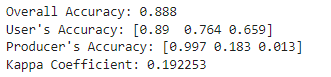 Overall Accuracy: 0.888
User's Accuracy: [0.89  0.764 0.659]
Producer's Accuracy: [0.997 0.183 0.013]
Kappa Coefficient: 0.192253